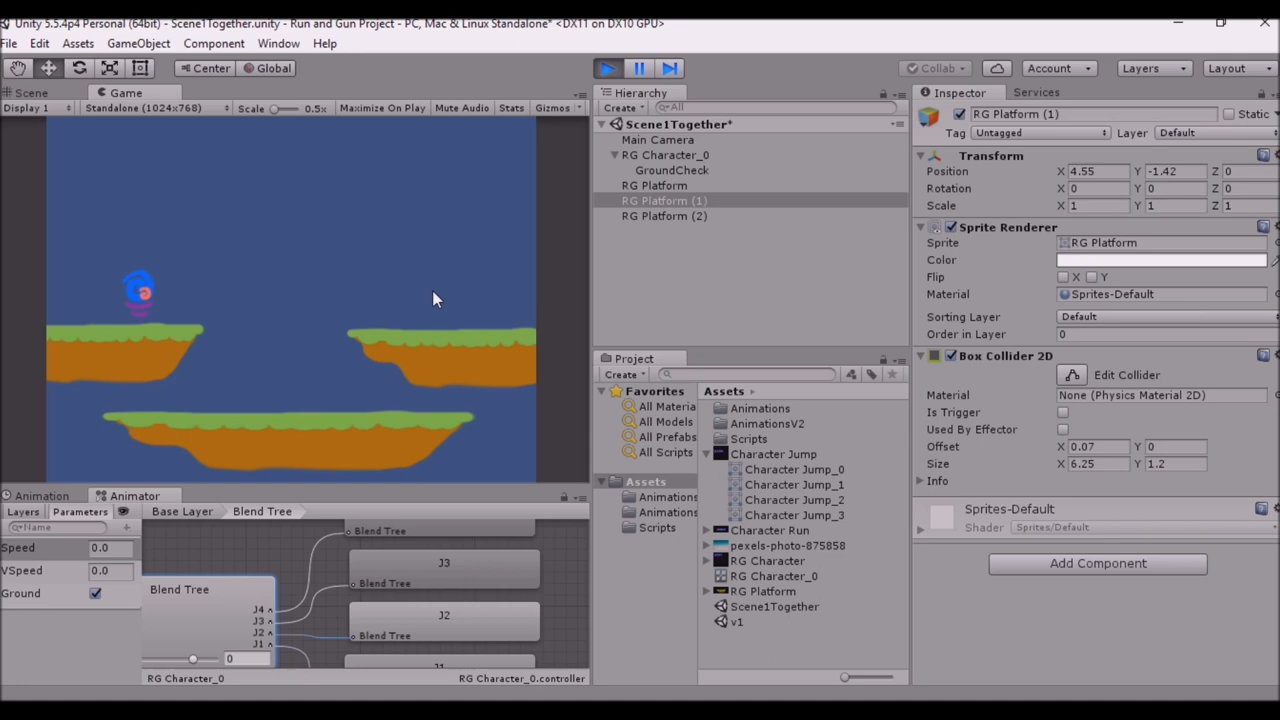 Unity 5.5.4p4 Personal (64bit) - Scene1Together.unity - Run and Gun Project - PC, Mac & Linux Standalone* <DX11 on DX10 GPU>
File Edit Assets GameObject Component Window Help
Center Global Collab Account Layers Layout
Scene Game
Display 1 Standalone (1024x768) Scale 0.5x Maximize On Play Mute Audio Stats Gizmos
Hierarchy
Create All
Scene1Together*
Main Camera
RG Character_0
GroundCheck
RG Platform
RG Platform (1)
RG Platform (2)
Inspector Services
RG Platform (1) Static
Tag Untagged Layer Default
Transform
Position X 4.55 Y -1.42 Z 0
Rotation X 0 Y 0 Z 0
Scale X 1 Y 1 Z 1
Sprite Renderer
Sprite RG Platform
Color
Flip X Y
Material Sprites-Default
Sorting Layer Default
Order in Layer 0
Box Collider 2D
Edit Collider
Material None (Physics Material 2D)
Is Trigger
Used By Effector
Offset X 0.07 Y 0
Size X 6.25 Y 1.2
Info
Sprites-Default
Shader Sprites/Default
Add Component
Project
Create
Favorites
All Materia
All Models
All Prefabs
All Scripts
Assets
Animations
Animations
Scripts
Assets
Animations
AnimationsV2
Scripts
Character Jump
Character Jump_0
Character Jump_1
Character Jump_2
Character Jump_3
Character Run
pexels-photo-875858
RG Character
RG Character_0
RG Platform
Scene1Together
v1
Animation Animator
Layers Parameters Base Layer Blend Tree
Name
Speed 0.0
VSpeed 0.0
Ground
Blend Tree
J4
J3
J2
J1
0
Blend Tree
J3
Blend Tree
J2
Blend Tree
J1
RG Character_0 RG Character_0.controller